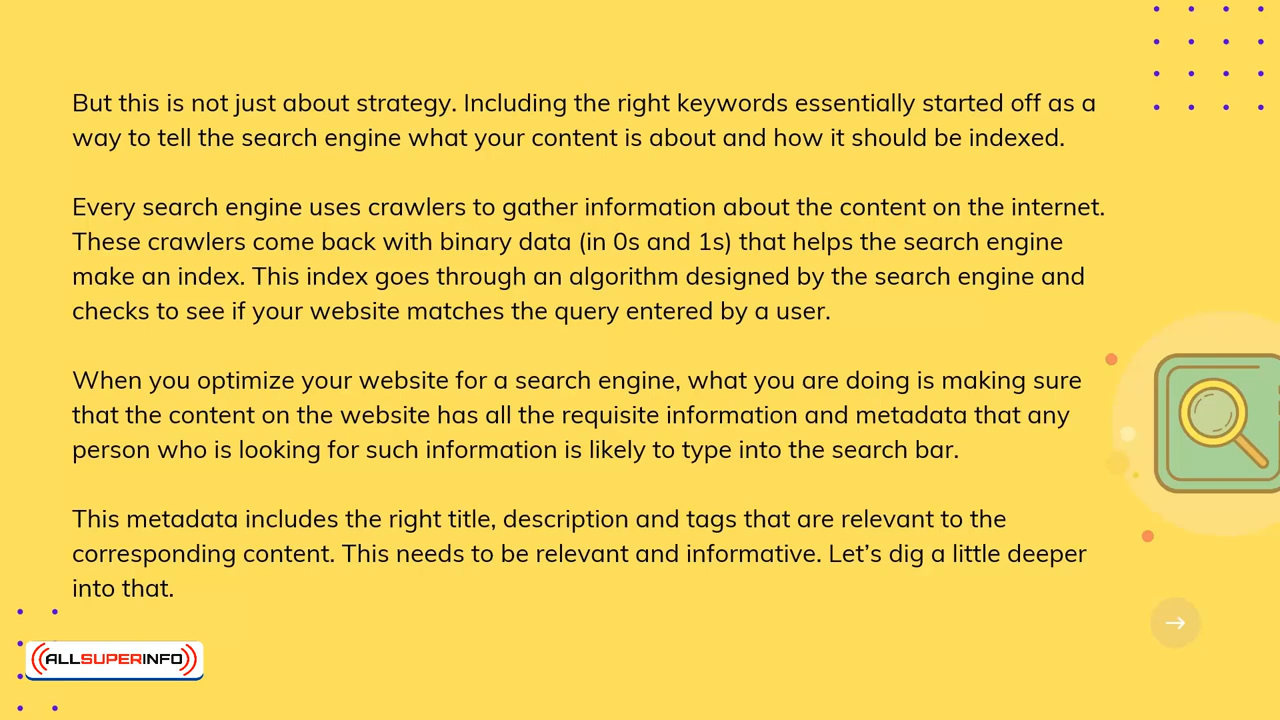 But this is not just about strategy. Including the right keywords essentially started off as a
way to tell the search engine what your content is about and how it should be indexed.
Every search engine uses crawlers to gather information about the content on the internet.
These crawlers come back with binary data (in 0s and 1s) that helps the search engine
make an index. This index goes through an algorithm designed by the search engine and
checks to see if your website matches the query entered by a user.
When you optimize your website for a search engine, what you are doing is making sure
that the content on the website has all the requisite information and metadata that any
person who is looking for such information is likely to type into the search bar.
This metadata includes the right title, description and tags that are relevant to the
corresponding content. This needs to be relevant and informative. Let’s dig a little deeper
into that.
ALLSUPERINFO